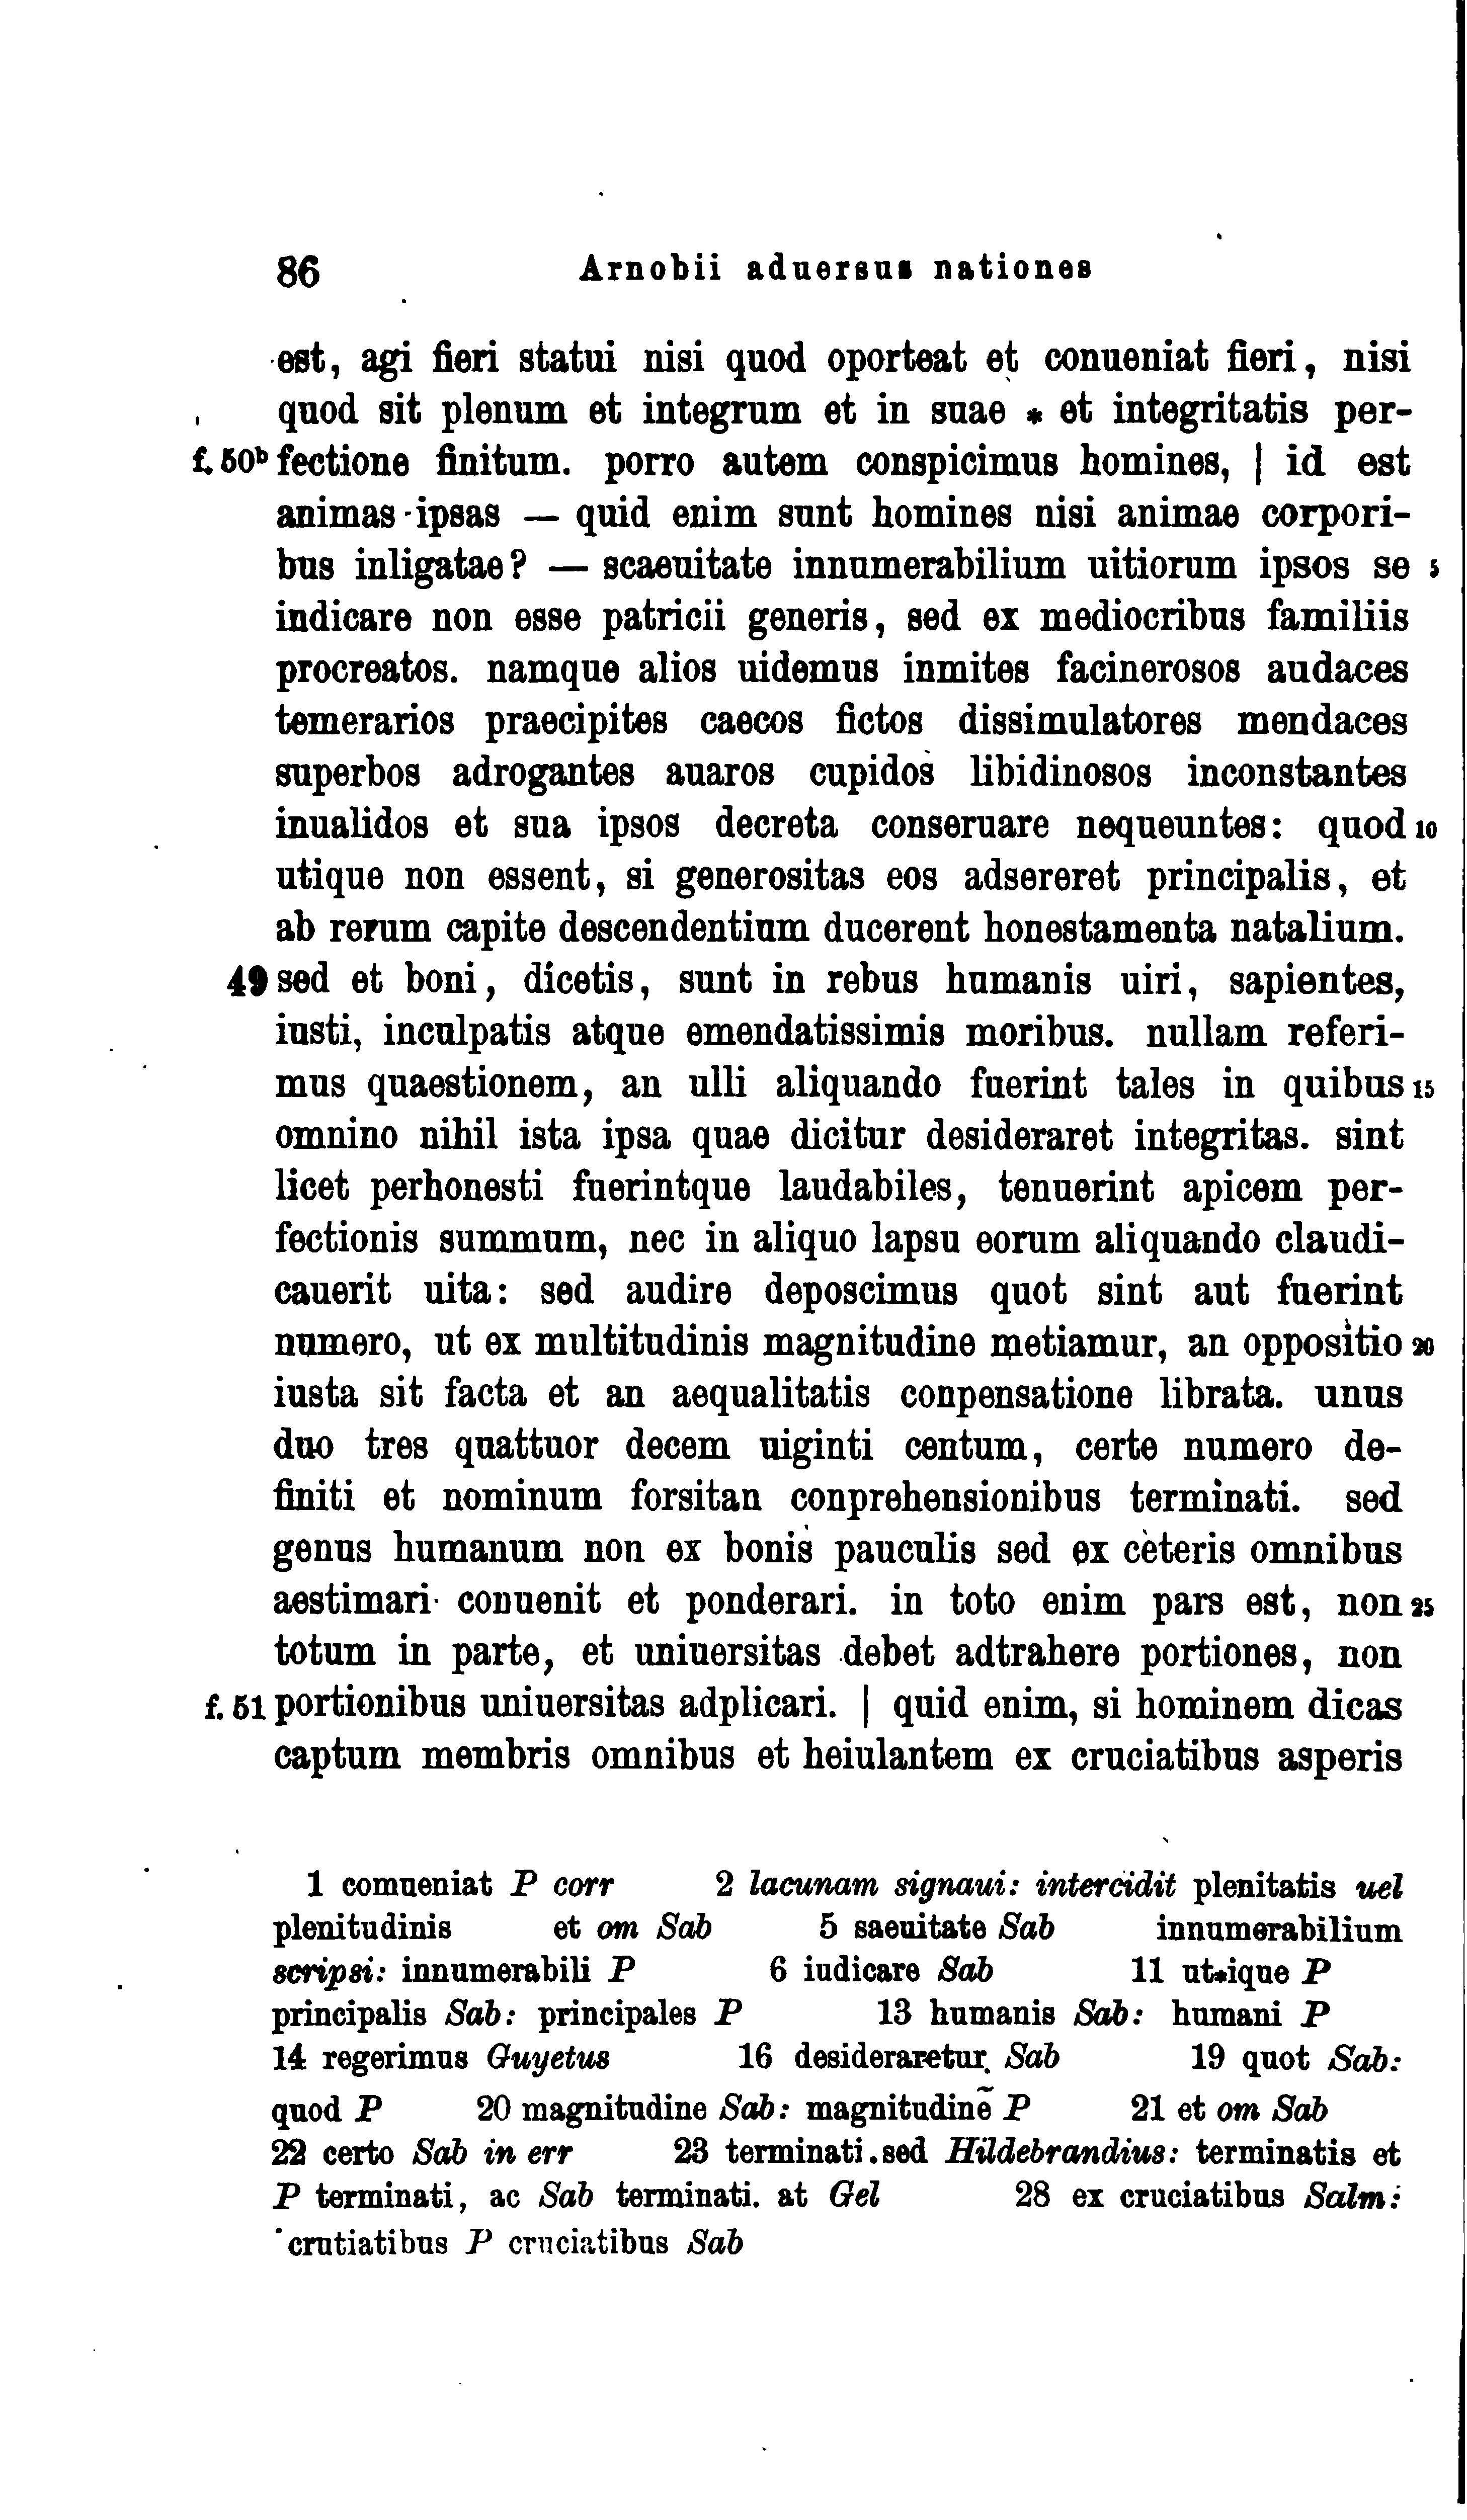 86 Arnobii aduersus nationes
est, agi fieri statui nisi quod oporteat et conueniat fieri, nisi
quod sit plenum et integrum et in suae * et integritatis per-
f. 50b fectione finitum. porro autem conspicimus homines, | id est
animas ipsas — quid enim sunt homines nisi animae corpori-
bus inligatae? — scaeuitate innumerabilium uitiorum ipsos se 5
indicare non esse patricii generis, sed ex mediocribus familiis
procreatos. namque alios uidemus inmites facinerosos audaces
temerarios praecipites caecos fictos dissimulatores mendaces
superbos adrogantes auaros cupidos libidinosos inconstantes
inualidos et sua ipsos decreta conseruare nequeuntes: quod 10
utique non essent, si generositas eos adsereret principalis, et
ab rerum capite descendentium ducerent honestamenta natalium.
49 sed et boni, dicetis, sunt in rebus humanis uiri, sapientes,
iusti, inculpatis atque emendatissimis moribus. nullam referi-
mus quaestionem, an ulli aliquando fuerint tales in quibus 15
omnino nihil ista ipsa quae dicitur desideraret integritas. sint
licet perhonesti fuerintque laudabiles, tenuerint apicem per-
fectionis summum, nec in aliquo lapsu eorum aliquando claudi-
cauerit uita: sed audire deposcimus quot sint aut fuerint
numero, ut ex multitudinis magnitudine metiamur, an oppositio 20
iusta sit facta et an aequalitatis conpensatione librata. unus
duo tres quattuor decem uiginti centum, certe numero de-
finiti et nominum forsitan conprehensionibus terminati. sed
genus humanum non ex bonis pauculis sed ex ceteris omnibus
aestimari conuenit et ponderari. in toto enim pars est, non 25
totum in parte, et uniuersitas debet adtrahere portiones, non
f. 51 portionibus uniuersitas adplicari. | quid enim, si hominem dicas
captum membris omnibus et heiulantem ex cruciatibus asperis
1 comueniat P corr 2 lacunam signaui: intercidit plenitatis uel
plenitudinis et om Sab 5 saeuitate Sab innumerabilium
scripsi: innumerabili P 6 iudicare Sab 11 ut*ique P
principalis Sab: principales P 13 humanis Sab: humani P
14 regerimus Guyetus 16 desideraretur Sab 19 quot Sab:
quod P 20 magnitudine Sab: magnitudinẽ P 21 et om Sab
22 certo Sab in err 23 terminati. sed Hildebrandius: terminatis et
P terminati, ac Sab terminati. at Gel 28 ex cruciatibus Salm:
crutiatibus P cruciatibus Sab